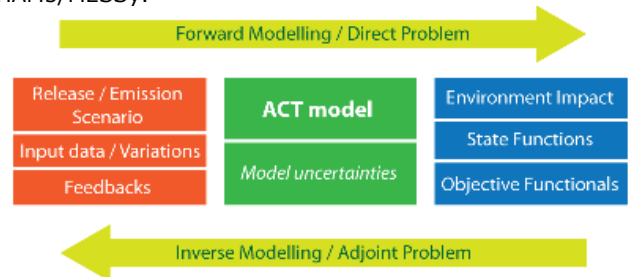 Forward Modelling / Direct Problem
Release / Emission
Scenario
Input data / Variations
Feedbacks
ACT model
Model uncertainties
Environment Impact
State Functions
Objective Functionals
Inverse Modelling / Adjoint Problem